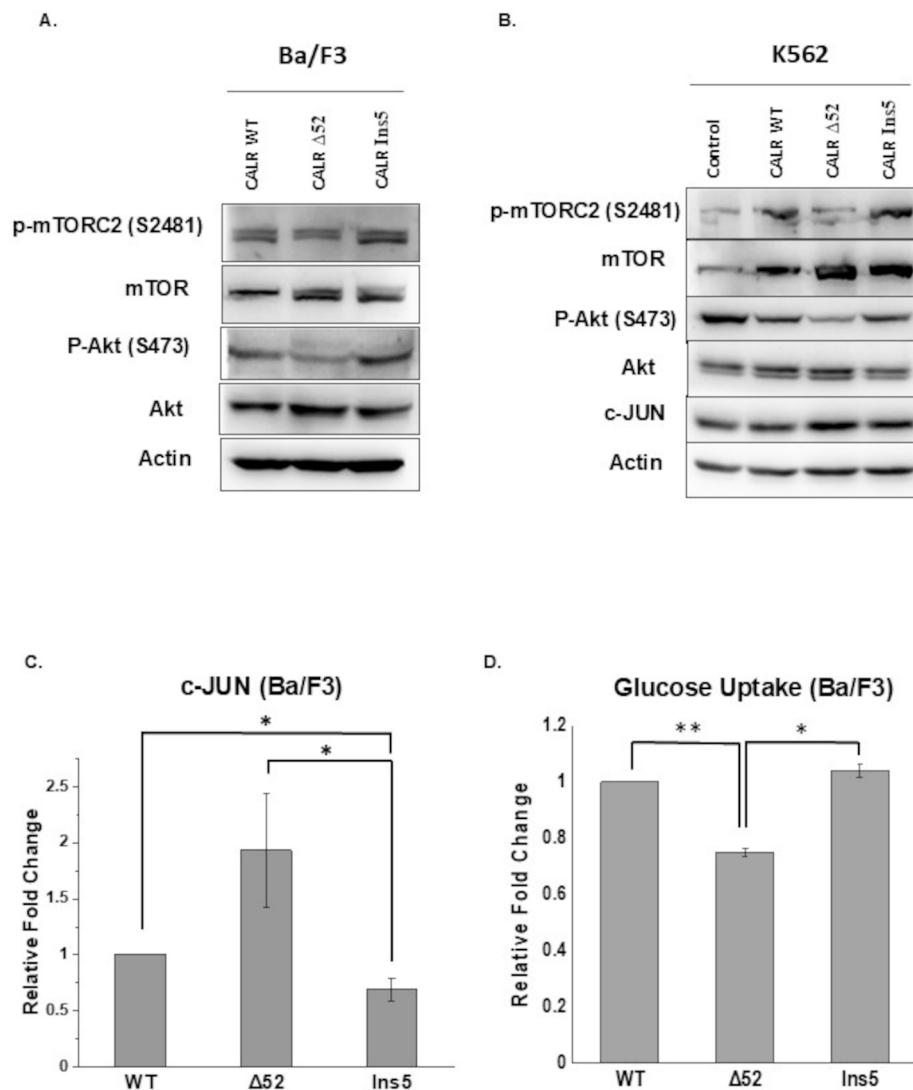 A.
Ba/F3
CALR WT
CALR Δ52
CALR Ins5
p-mTORC2 (S2481)
mTOR
P-Akt (S473)
Akt
Actin
B.
K562
Control
CALR WT
CALR Δ52
CALR Ins5
p-mTORC2 (S2481)
mTOR
P-Akt (S473)
Akt
c-JUN
Actin
C.
c-JUN (Ba/F3)
*
*
Relative Fold Change
2.5
2
1.5
1
0.5
0
WT Δ52 Ins5
D.
Glucose Uptake (Ba/F3)
**
*
Relative Fold Change
1.2
1
0.8
0.6
0.4
0.2
0
WT Δ52 Ins5